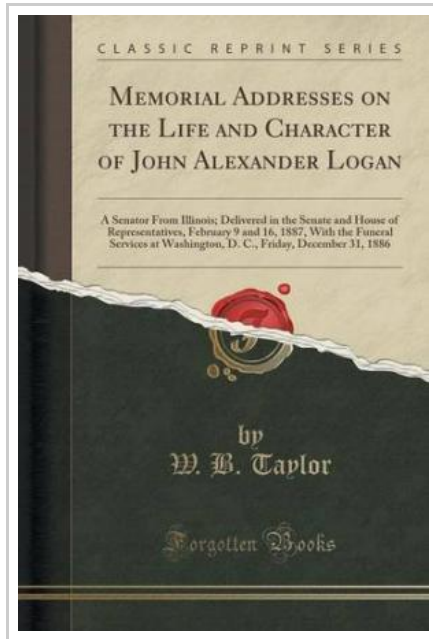 CLASSIC REPRINT SERIES
MEMORIAL ADDRESSES ON
THE LIFE AND CHARACTER
OF JOHN ALEXANDER LOGAN
A Senator From Illinois; Delivered in the Senate and House of
Representatives, February 9 and 16, 1887, With the Funeral
Services at Washington, D. C., Friday, December 31, 1886
by
W. B. Taylor
Forgotten Books